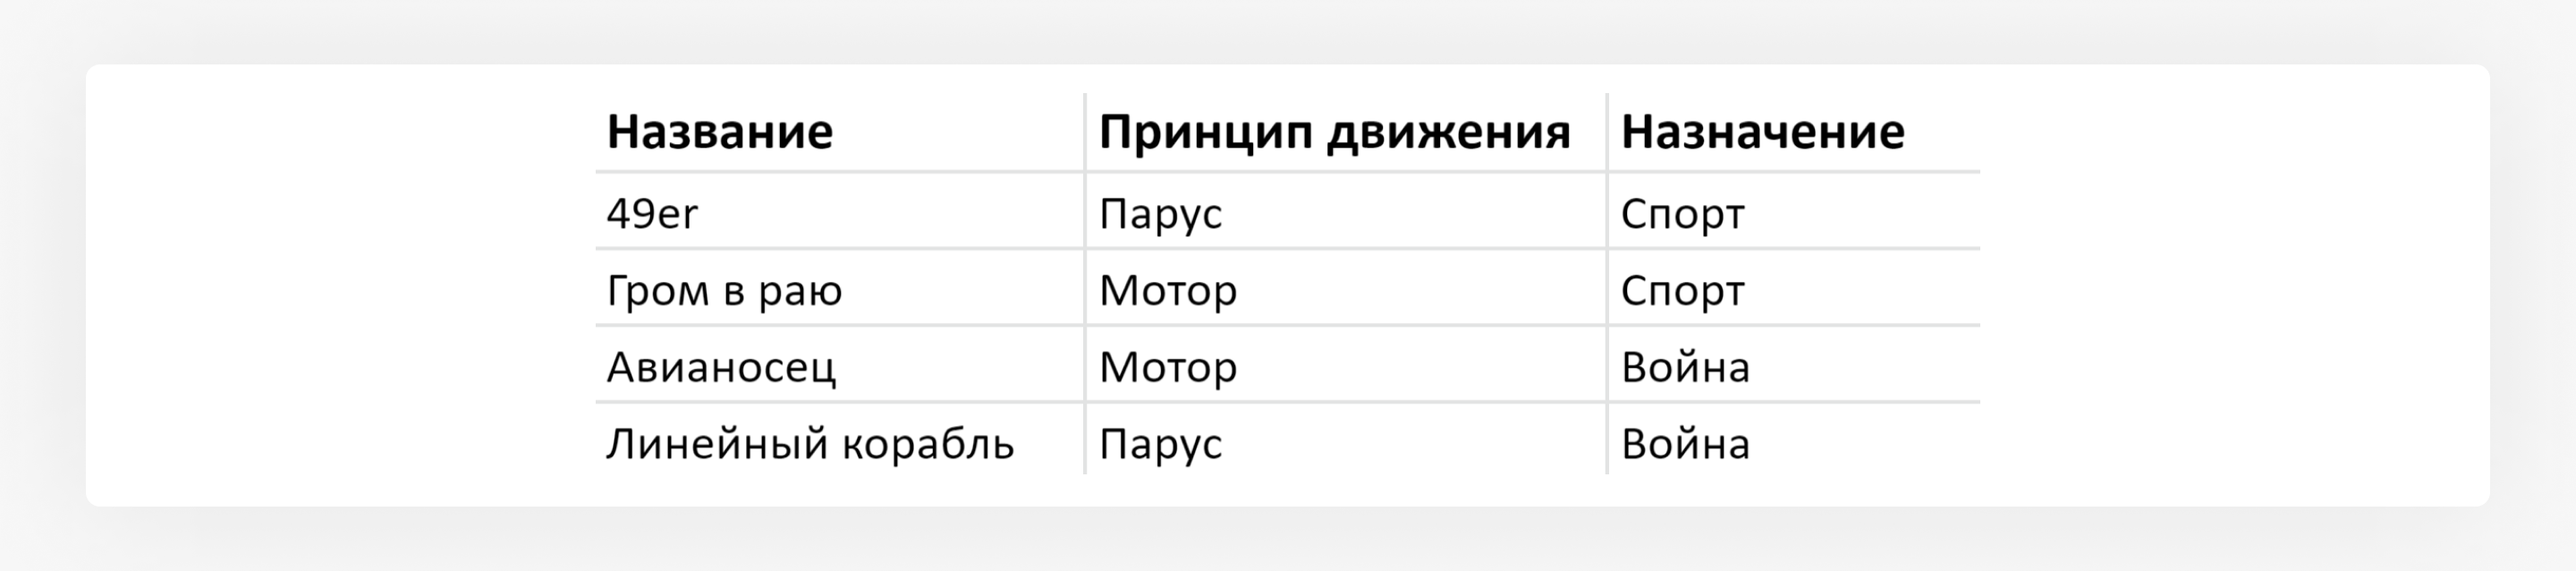 Название Принцип движения Назначение
49er Парус Спорт
Гром в раю Мотор Спорт
Авианосец Мотор Война
Линейный корабль Парус Война